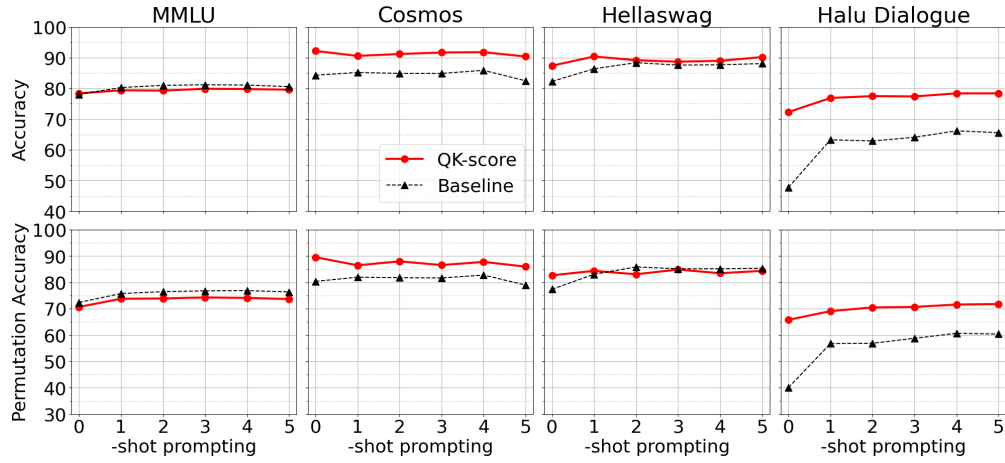 MMLU
Cosmos
Hellaswag
Halu Dialogue
Accuracy
100
90
80
70
60
50
40
QK-score
Baseline
Permutation Accuracy
100
90
80
70
60
50
40
30
0 1 2 3 4 5
0 1 2 3 4 5
0 1 2 3 4 5
0 1 2 3 4 5
-shot prompting
-shot prompting
-shot prompting
-shot prompting